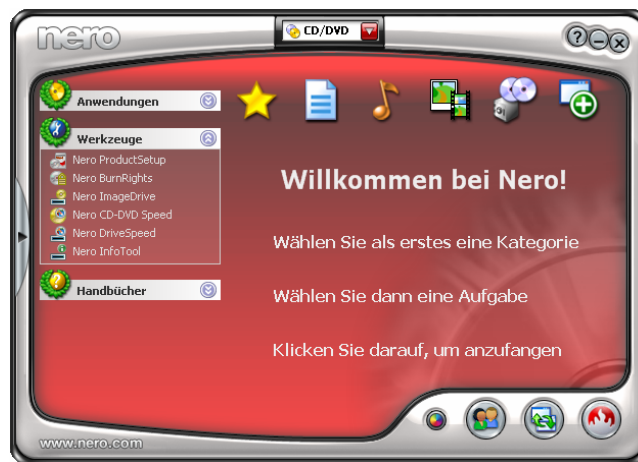 nero
CD/DVD
Anwendungen
Werkzeuge
Nero ProductSetup
Nero BurnRights
Nero ImageDrive
Nero CD-DVD Speed
Nero DriveSpeed
Nero InfoTool
Handbücher
Willkommen bei Nero!
Wählen Sie als erstes eine Kategorie
Wählen Sie dann eine Aufgabe
Klicken Sie darauf, um anzufangen
www.nero.com